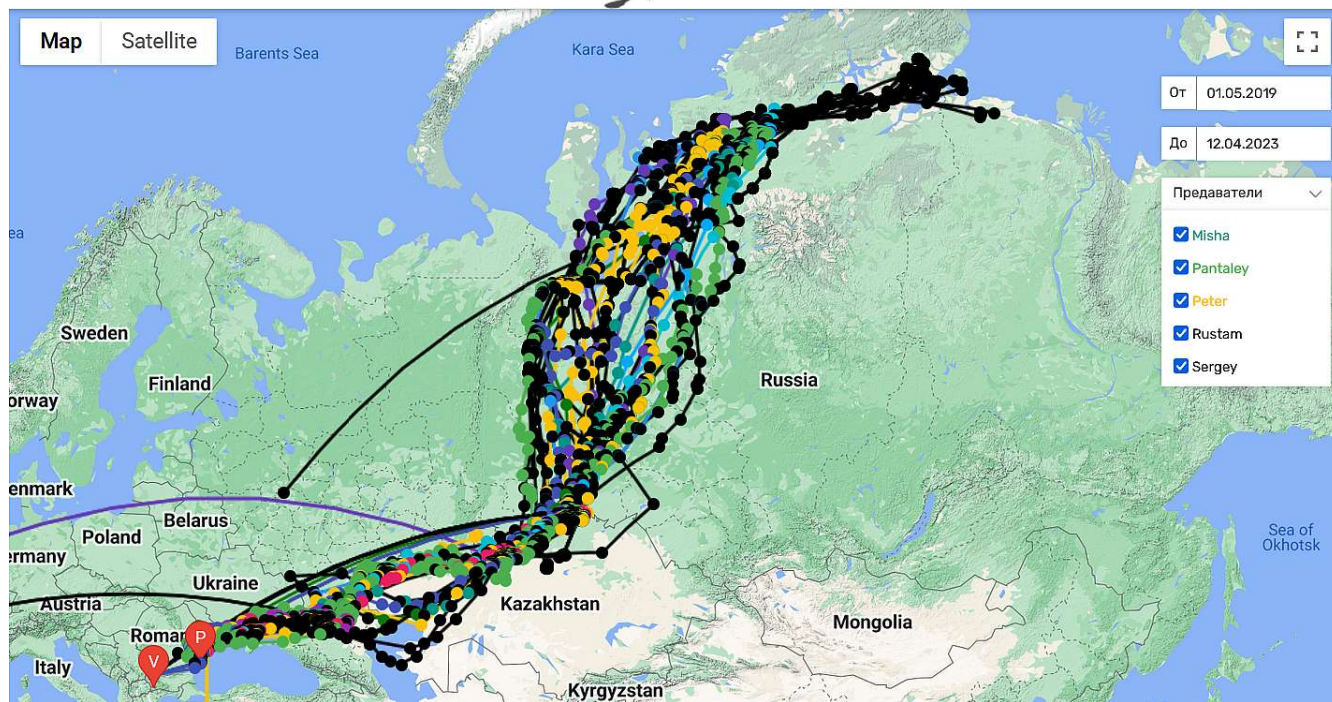 Map
Satellite
Barents Sea
Kara Sea
От
01.05.2019
До
12.04.2023
Предаватели
Misha
Pantaley
Peter
Rustam
Sergey
ea
Sweden
Finland
orway
Russia
enmark
Belarus
Poland
ermany
Ukraine
Austria
Kazakhstan
Mongolia
Sea of
Okhotsk
Romar
P
V
Italy
Kyrgyzstan